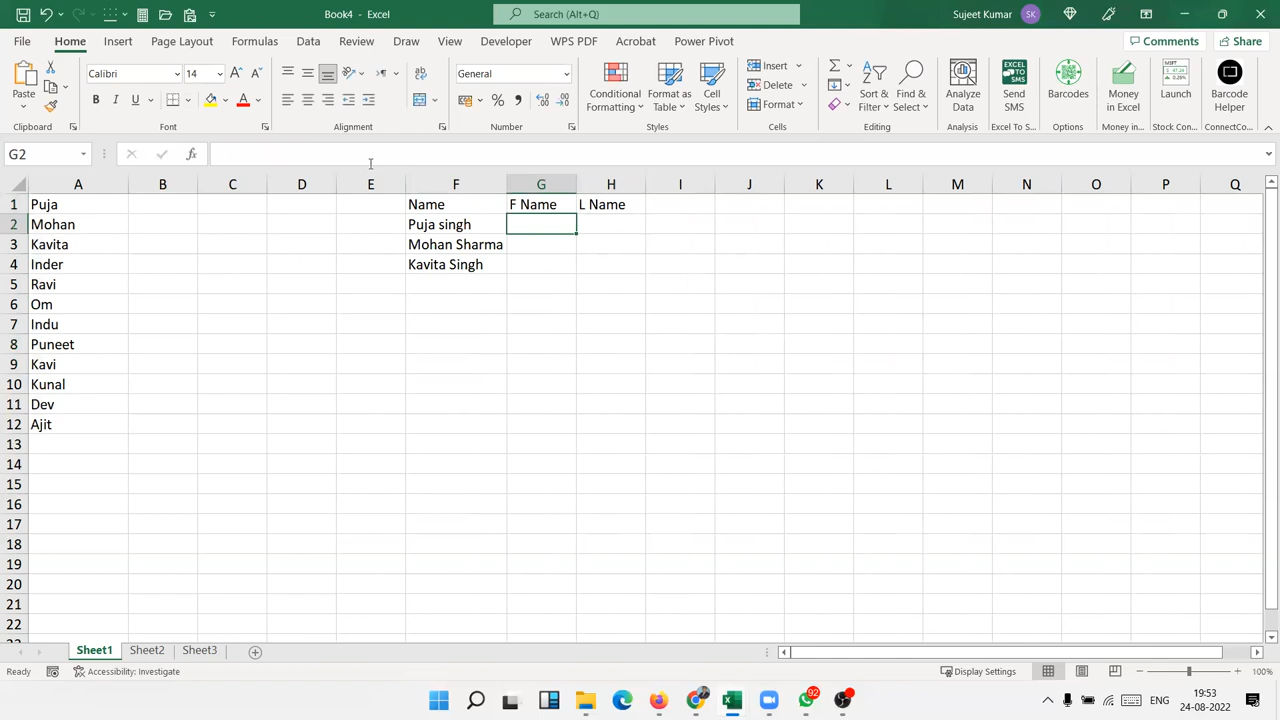 Book4 - Excel
Search (Alt+Q)
Sujeet Kumar
SK
File Home Insert Page Layout Formulas Data Review View Draw Developer WPS PDF Acrobat Power Pivot
Comments Share
Paste
Calibri 14
B I U
General
Conditional Formatting
Format as Table
Cell Styles
Insert
Delete
Format
Sort & Filter
Find & Select
Analyze Data
Send SMS
Barcodes
Money in Excel
Launch
Barcode Helper
Clipboard Font Alignment Number Styles Cells Editing Analysis Excel To S... Options Money in... Stock Con... ConnectCo...
G2 fx
A B C D E F G H I J K L M N O P Q
1 Puja Name F Name L Name
2 Mohan Puja singh
3 Kavita Mohan Sharma
4 Inder Kavita Singh
5 Ravi
6 Om
7 Indu
8 Puneet
9 Kavi
10 Kunal
11 Dev
12 Ajit
13
14
15
16
17
18
19
20
21
22
Sheet1 Sheet2 Sheet3
Ready Accessibility: Investigate Display Settings 100%
92
ENG 19:53
24-08-2022